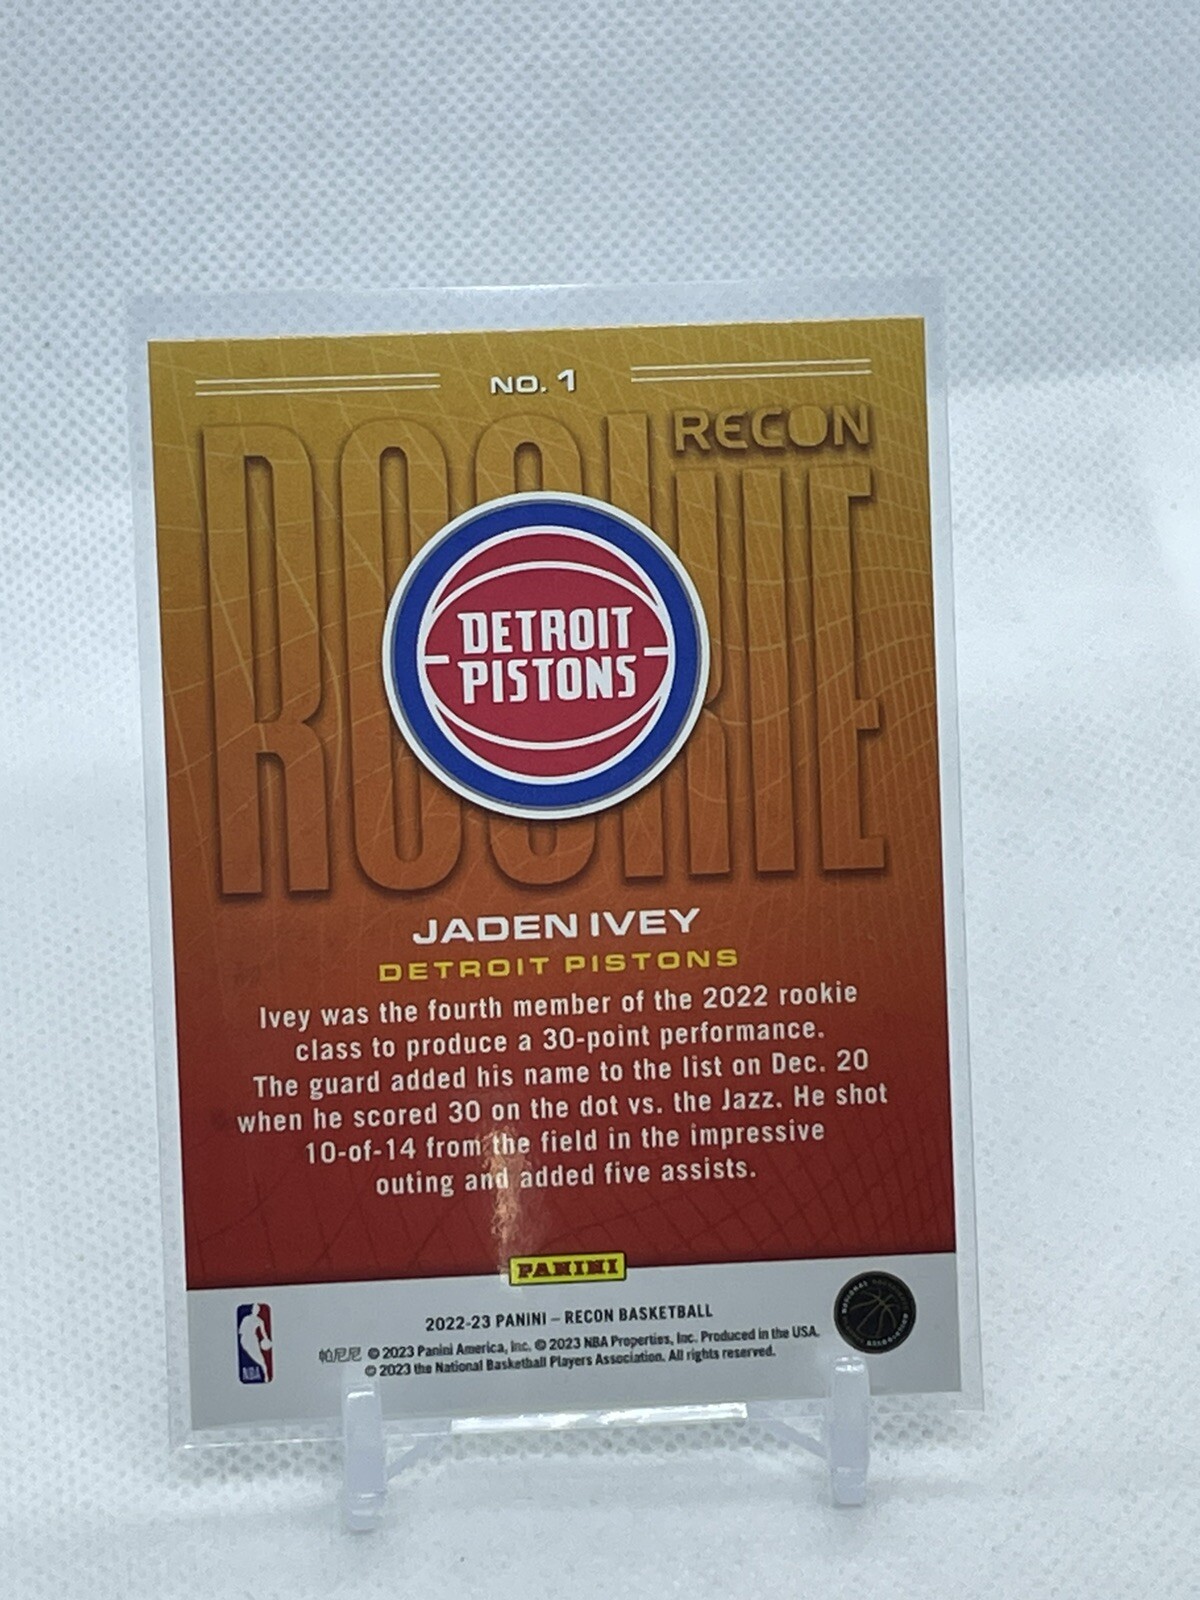 NO. 1
RECON
ROOKIE
DETROIT
PISTONS
JADEN IVEY
DETROIT PISTONS
Ivey was the fourth member of the 2022 rookie
class to produce a 30-point performance.
The guard added his name to the list on Dec. 20
when he scored 30 on the dot vs. the Jazz. He shot
10-of-14 from the field in the impressive
outing and added five assists.
PANINI
2022-23 PANINI – RECON BASKETBALL
帕尼尼 © 2023 Panini America, Inc. © 2023 NBA Properties, Inc. Produced in the USA.
© 2023 the National Basketball Players Association. All rights reserved.
NBA